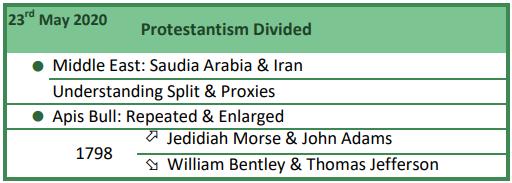 23rd May 2020
Protestantism Divided
● Middle East: Saudia Arabia & Iran
Understanding Split & Proxies
● Apis Bull: Repeated & Enlarged
1798
⬀ Jedidiah Morse & John Adams
⬂ William Bentley & Thomas Jefferson